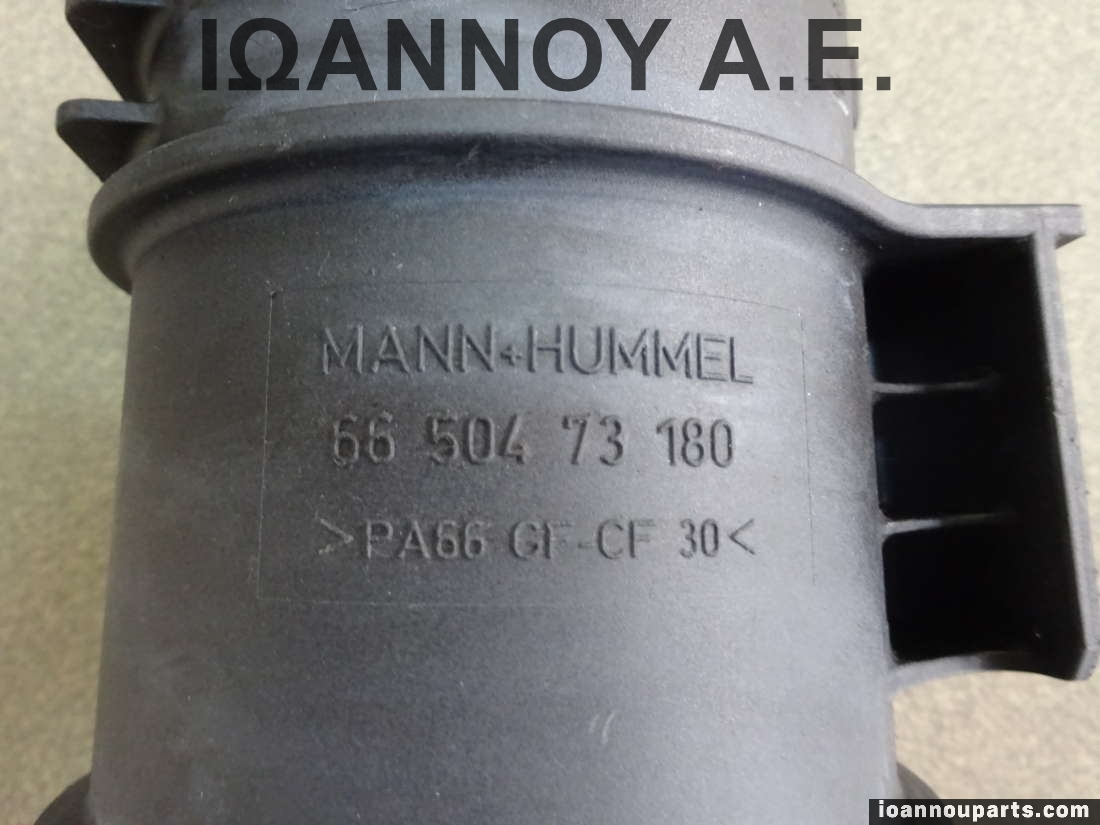 ΙΩΑΝΝΟΥ Α.Ε.
MANN+HUMMEL
66 504 73 180
>PA66 GF-CF 30<
ioannouparts.com